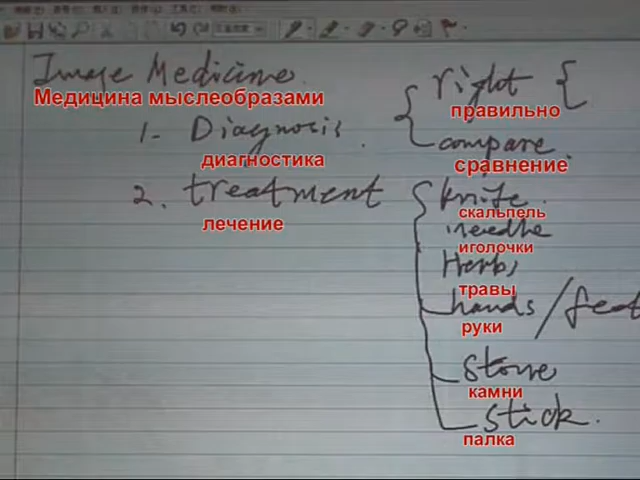 Image Medicine
Медицина мыслеобразами
1. Diagnosis.
диагностика
2. treatment
лечение
right
правильно
compare
сравнение
knife.
скальпель
needle
иголочки
Herbs
травы
hands / feet
руки
stone
камни
stick.
палка